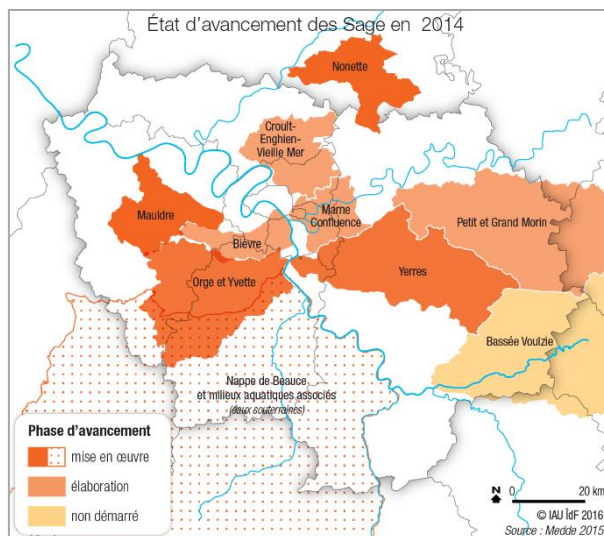 État d'avancement des Sage en 2014
Nonette
Croult-
Enghien-
Vieille Mer
Mauldre
Marne
Confluence
Petit et Grand Morin
Bièvre
Orge et Yvette
Yerres
Bassée Voulzie
Nappe de Beauce
et milieux aquatiques associés
(eaux souterraines)
Phase d'avancement
mise en œuvre
élaboration
non démarré
N 0 20 km
© IAU îdF 2016
Source : Medde 2015